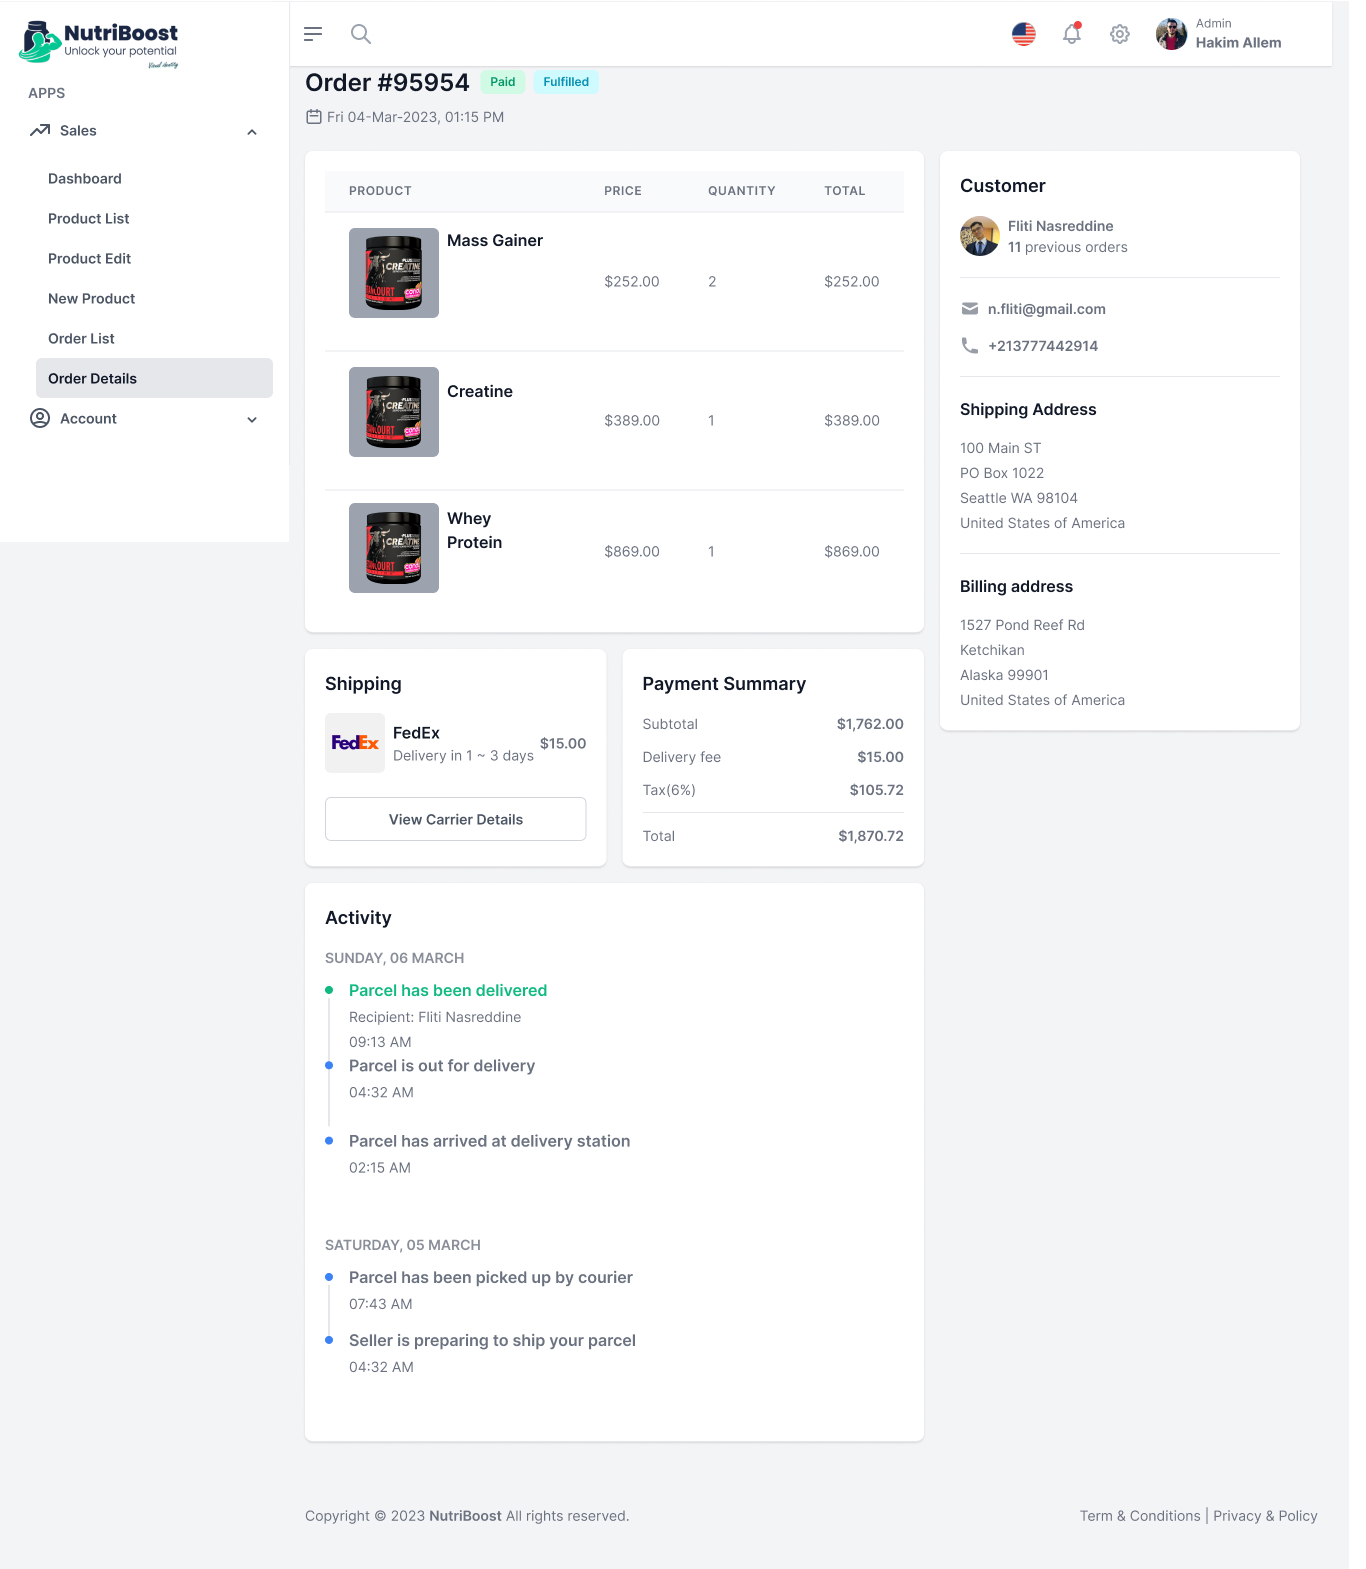 NutriBoost
Unlock your potential
Visual identity
Admin
Hakim Allem
APPS
Sales
Dashboard
Product List
Product Edit
New Product
Order List
Order Details
Account
Order #95954 Paid Fulfilled
Fri 04-Mar-2023, 01:15 PM
PRODUCT PRICE QUANTITY TOTAL
Mass Gainer
CREATINE
$252.00 2 $252.00
Creatine
CREATINE
$389.00 1 $389.00
Whey
Protein
CREATINE
$869.00 1 $869.00
Customer
Fliti Nasreddine
11 previous orders
n.fliti@gmail.com
+213777442914
Shipping Address
100 Main ST
PO Box 1022
Seattle WA 98104
United States of America
Billing address
1527 Pond Reef Rd
Ketchikan
Alaska 99901
United States of America
Shipping
FedEx
FedEx
Delivery in 1 ~ 3 days
$15.00
View Carrier Details
Payment Summary
Subtotal $1,762.00
Delivery fee $15.00
Tax(6%) $105.72
Total $1,870.72
Activity
SUNDAY, 06 MARCH
Parcel has been delivered
Recipient: Fliti Nasreddine
09:13 AM
Parcel is out for delivery
04:32 AM
Parcel has arrived at delivery station
02:15 AM
SATURDAY, 05 MARCH
Parcel has been picked up by courier
07:43 AM
Seller is preparing to ship your parcel
04:32 AM
Copyright © 2023 NutriBoost All rights reserved.
Term & Conditions | Privacy & Policy